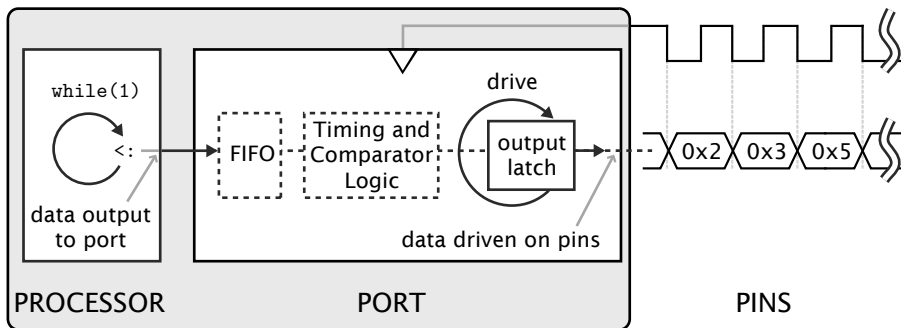 while(1)
<:
data output
to port
PROCESSOR
FIFO
Timing and
Comparator
Logic
drive
output
latch
data driven on pins
PORT
0x2
0x3
0x5
PINS